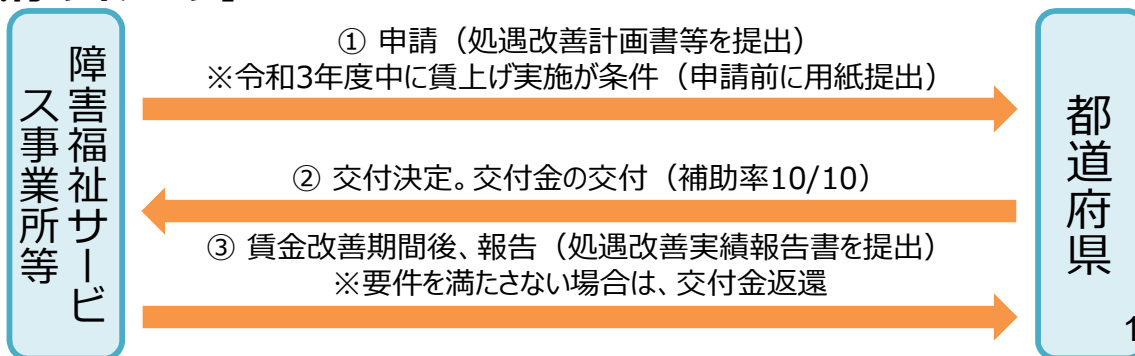 障害福祉サービ
ス事業所等
① 申請（処遇改善計画書等を提出）
※令和3年度中に賃上げ実施が条件（申請前に用紙提出）
② 交付決定。交付金の交付（補助率10/10）
③ 賃金改善期間後、報告（処遇改善実績報告書を提出）
※要件を満たさない場合は、交付金返還
都道府県
1